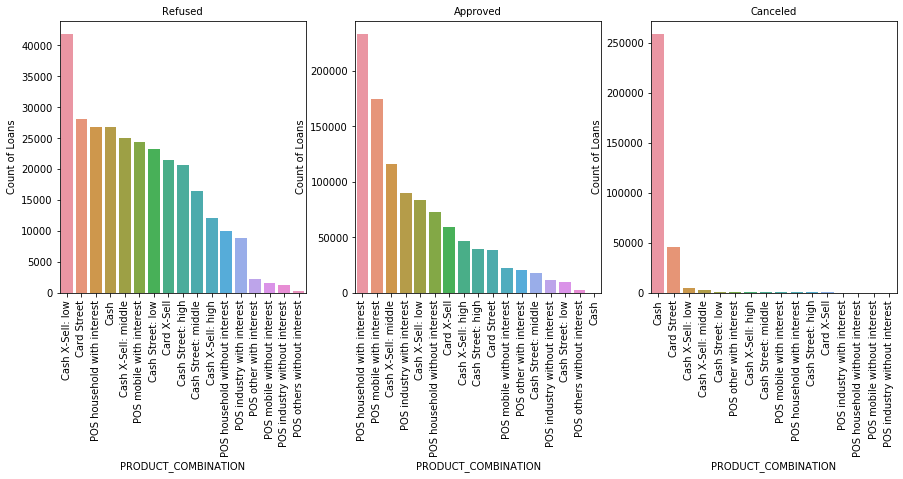 Refused
Count of Loans
40000
35000
30000
25000
20000
15000
10000
5000
0
Cash X-Sell: low
Card Street
POS household with interest
Cash
Cash X-Sell: middle
POS mobile with interest
Cash Street: low
Card X-Sell
Cash Street: high
Cash Street: middle
Cash X-Sell: high
POS household without interest
POS industry with interest
POS other with interest
POS mobile without interest
POS industry without interest
POS others without interest
PRODUCT_COMBINATION
Approved
Count of Loans
200000
150000
100000
50000
0
POS household with interest
POS mobile with interest
Cash X-Sell: middle
POS industry with interest
Cash X-Sell: low
POS household without interest
Card X-Sell
Cash X-Sell: high
Cash Street: high
Card Street
POS mobile without interest
POS other with interest
Cash Street: middle
POS industry without interest
Cash Street: low
POS others without interest
Cash
PRODUCT_COMBINATION
Canceled
Count of Loans
250000
200000
150000
100000
50000
0
Cash
Card Street
Cash X-Sell: low
Cash X-Sell: middle
Cash Street: low
POS other with interest
Cash X-Sell: high
Cash Street: middle
POS mobile with interest
POS household with interest
Cash Street: high
Card X-Sell
POS industry with interest
POS household without interest
POS mobile without interest
POS industry without interest
PRODUCT_COMBINATION